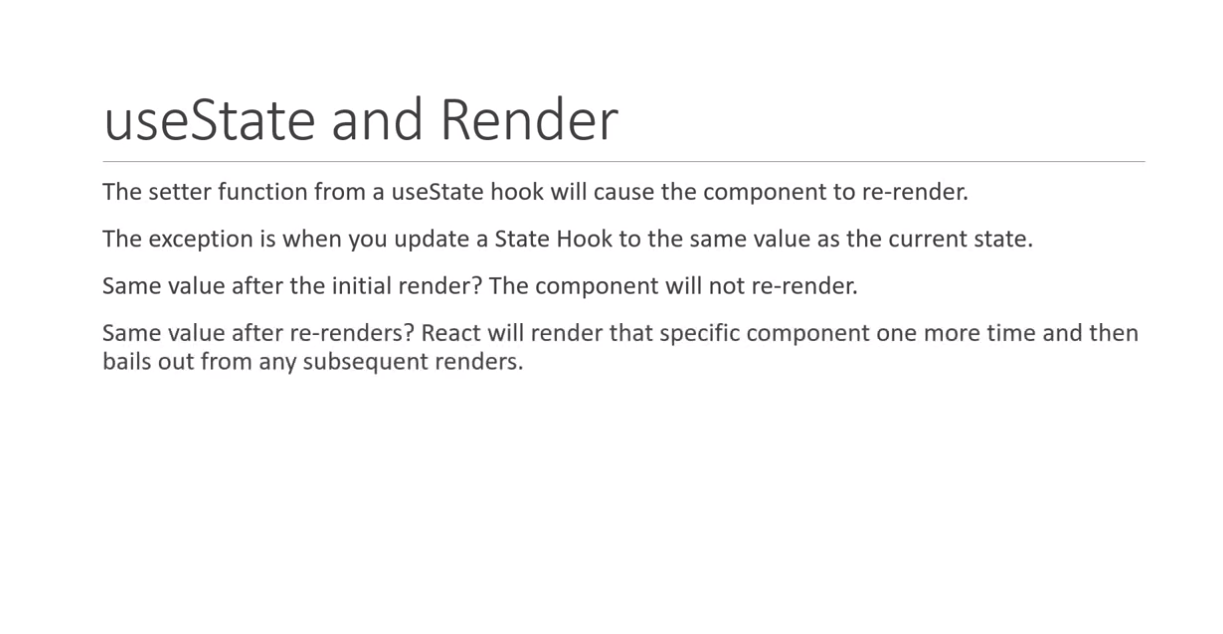 useState and Render
The setter function from a useState hook will cause the component to re-render.
The exception is when you update a State Hook to the same value as the current state.
Same value after the initial render? The component will not re-render.
Same value after re-renders? React will render that specific component one more time and then
bails out from any subsequent renders.